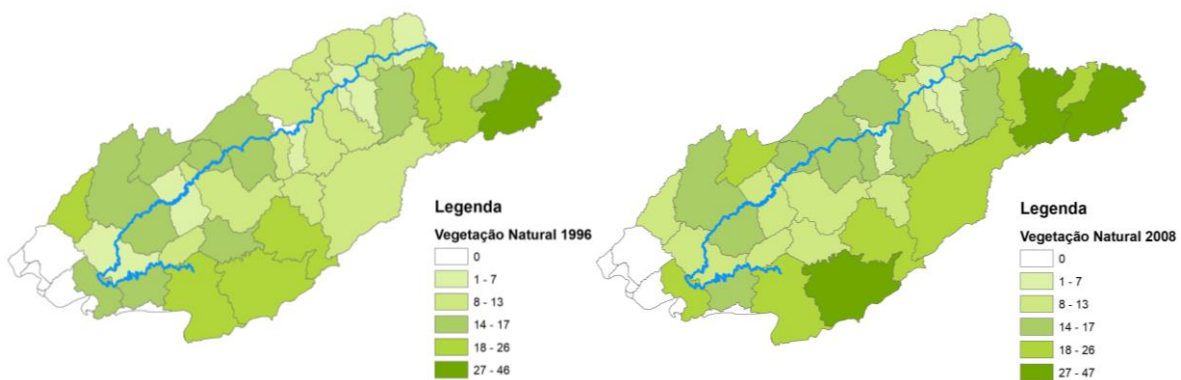 Legenda
Vegetação Natural 1996
0
1 - 7
8 - 13
14 - 17
18 - 26
27 - 46
Legenda
Vegetação Natural 2008
0
1 - 7
8 - 13
14 - 17
18 - 26
27 - 47